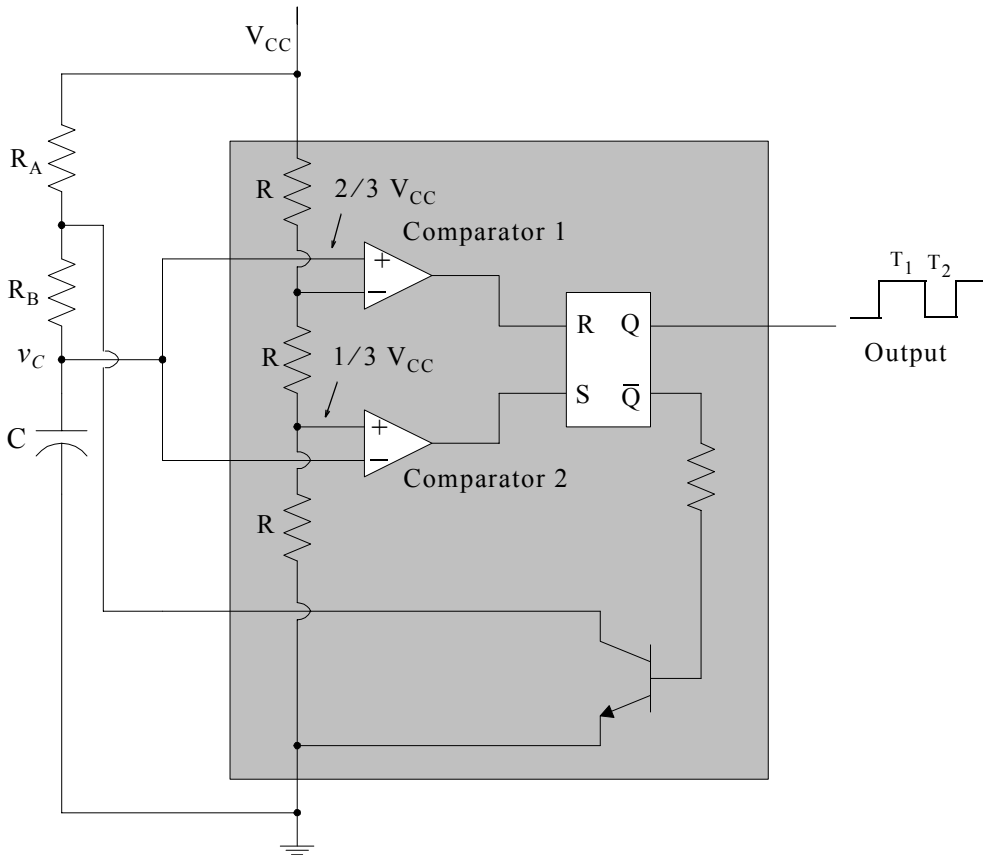 V_CC
R_A
R
2/3 V_CC
Comparator 1
+
−
T_1 T_2
R_B
R Q
Output
v_C
R
1/3 V_CC
S Q̅
+
−
C
Comparator 2
R